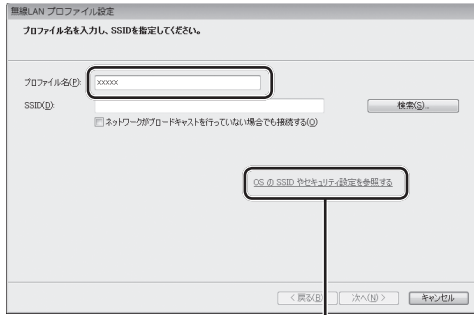 無線LAN プロファイル設定
プロファイル名を入力し、SSIDを指定してください。
プロファイル名(P): xxxxx
SSID(D): 検索(S)...
ネットワークがブロードキャストを行っていない場合でも接続する(O)
OS の SSID やセキュリティ設定を参照する
< 戻る(B) 次へ(N) > キャンセル